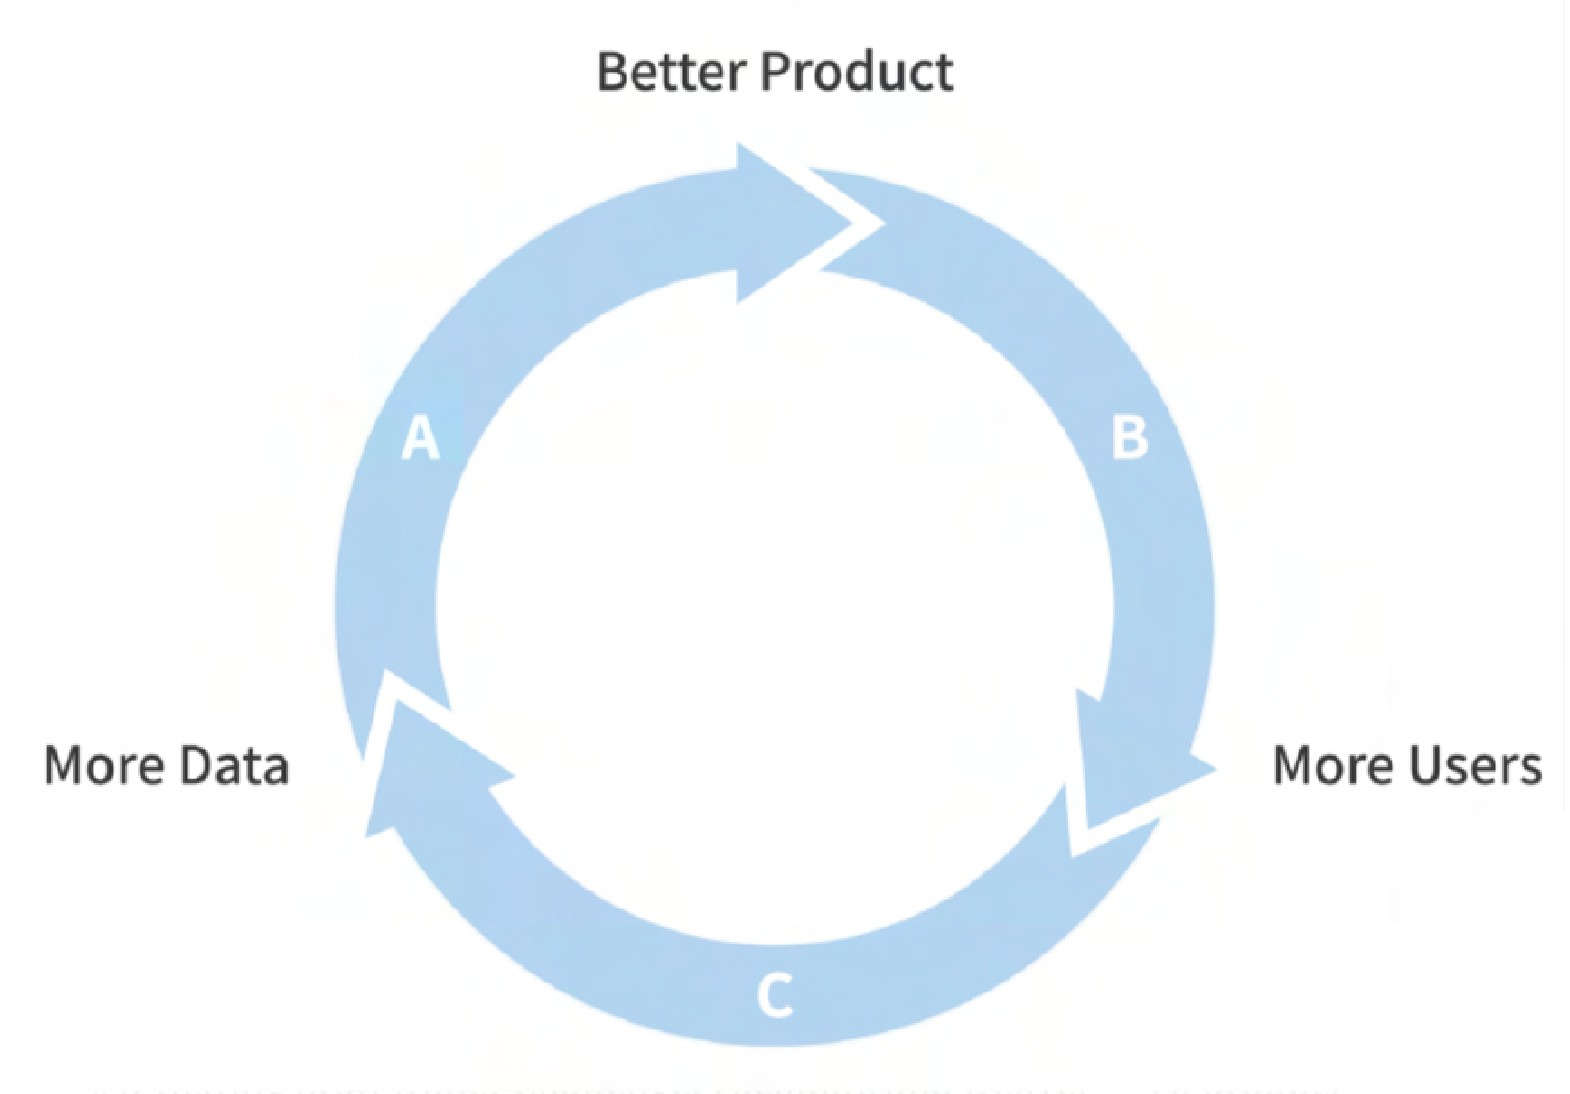 Better Product
A
B
More Data
More Users
C